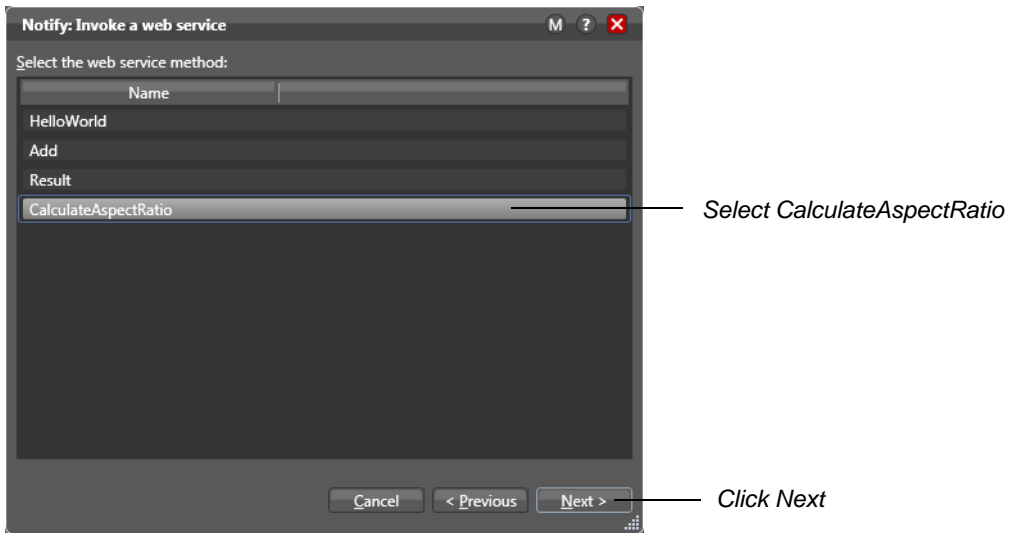 Notify: Invoke a web service M ? X
Select the web service method:
Name
HelloWorld
Add
Result
CalculateAspectRatio
Select CalculateAspectRatio
Cancel < Previous Next >
Click Next